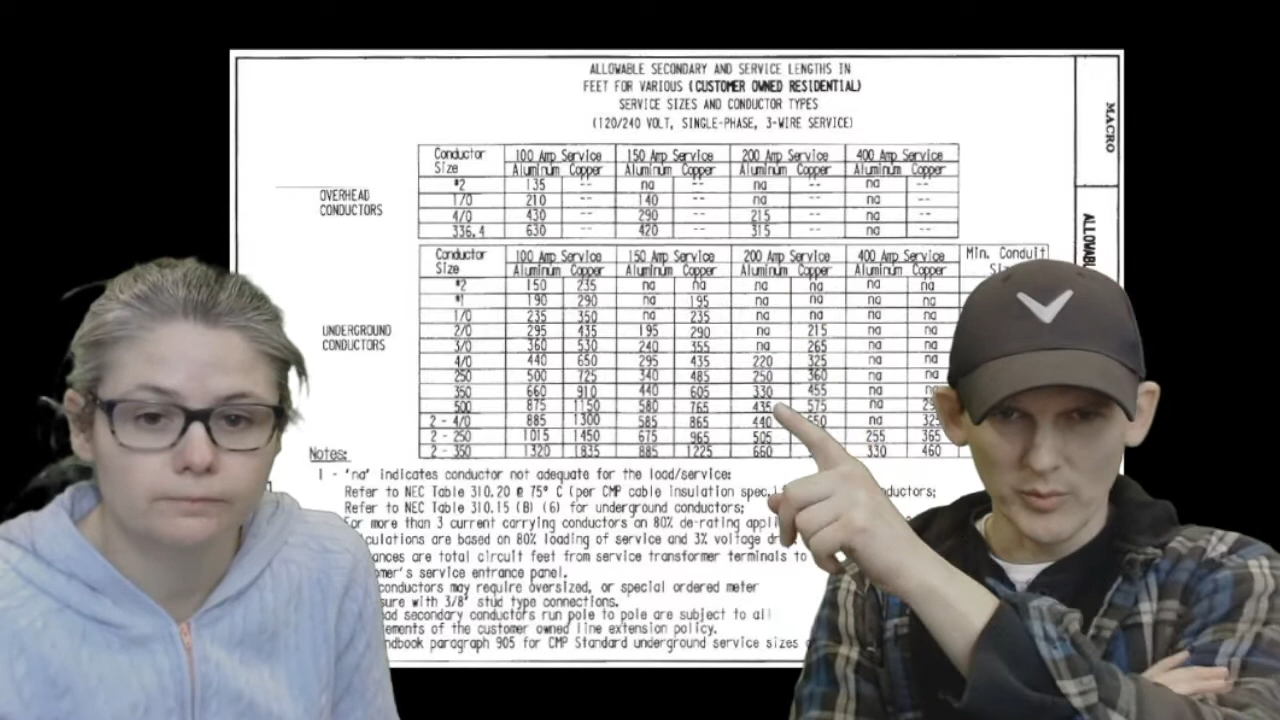 ALLOWABLE SECONDARY AND SERVICE LENGTHS IN
FEET FOR VARIOUS (CUSTOMER OWNED RESIDENTIAL)
SERVICE SIZES AND CONDUCTOR TYPES
(120/240 VOLT, SINGLE-PHASE, 3-WIRE SERVICE)
MACRO
Conductor 100 Amp Service 150 Amp Service 200 Amp Service 400 Amp Service
Size Aluminum Copper Aluminum Copper Aluminum Copper Aluminum Copper
OVERHEAD
CONDUCTORS
#2 135 -- na -- na -- na --
1/0 210 -- 140 -- na -- na --
4/0 430 -- 290 -- 215 -- na --
336.4 630 -- 420 -- 315 -- na --
ALLOWABL
Conductor 100 Amp Service 150 Amp Service 200 Amp Service 400 Amp Service Min. Conduit
Size Aluminum Copper Aluminum Copper Aluminum Copper Aluminum Copper
UNDERGROUND
CONDUCTORS
#2 150 235 na na na na na na
#1 190 290 na 195 na na na na
1/0 235 350 na 235 na na na na
2/0 295 435 195 290 na 215 na na
3/0 360 530 240 355 na 265 na na
4/0 440 650 295 435 220 325 na na
250 500 725 340 485 250 360 na na
350 660 910 440 605 330 455 na na
500 875 1150 580 765 435 575 na
2 - 4/0 885 1300 585 865 440 na 325
2 - 250 1015 1450 675 965 505 255 365
2 - 350 1320 1835 885 1225 660 330 460
Notes:
1 - 'na' indicates conductor not adequate for the load/service:
Refer to NEC Table 310.20 @ 75° C (per CMP cable insulation spec.) ductors;
Refer to NEC Table 310.15 (B) (6) for underground conductors;
For more than 3 current carrying conductors an 80% de-rating appli
culations are based on 80% loading of service and 3% voltage dr
ances are total circuit feet from service transformer terminals to
omer's service entrance panel.
conductors may require oversized, or special ordered meter
sure with 3/8" stud type connections.
ad secondary conductors run pole to pole are subject to all
ements of the customer owned line extension policy.
ndbook paragraph 905 for CMP Standard underground service sizes